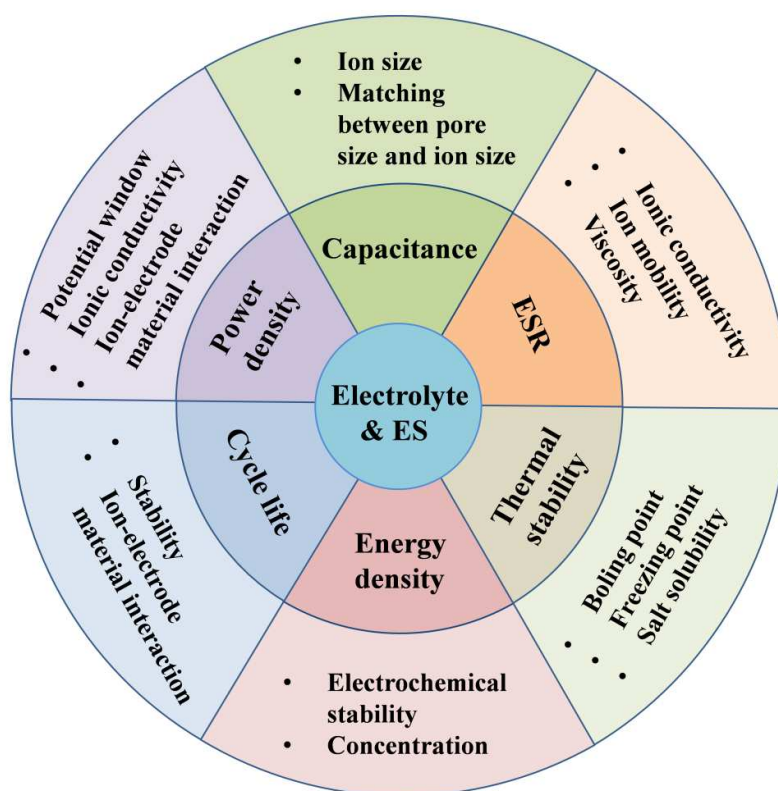 • Ion size
• Matching
between pore
size and ion size
Capacitance
• Ionic conductivity
• Ion mobility
• Viscosity
ESR
• Boling point
• Freezing point
• Salt solubility
Thermal
stability
Energy
density
• Electrochemical
stability
• Concentration
Cycle life
• Stability
• Ion-electrode
material interaction
Power
density
• Potential window
• Ionic conductivity
• Ion-electrode
material interaction
Electrolyte
& ES